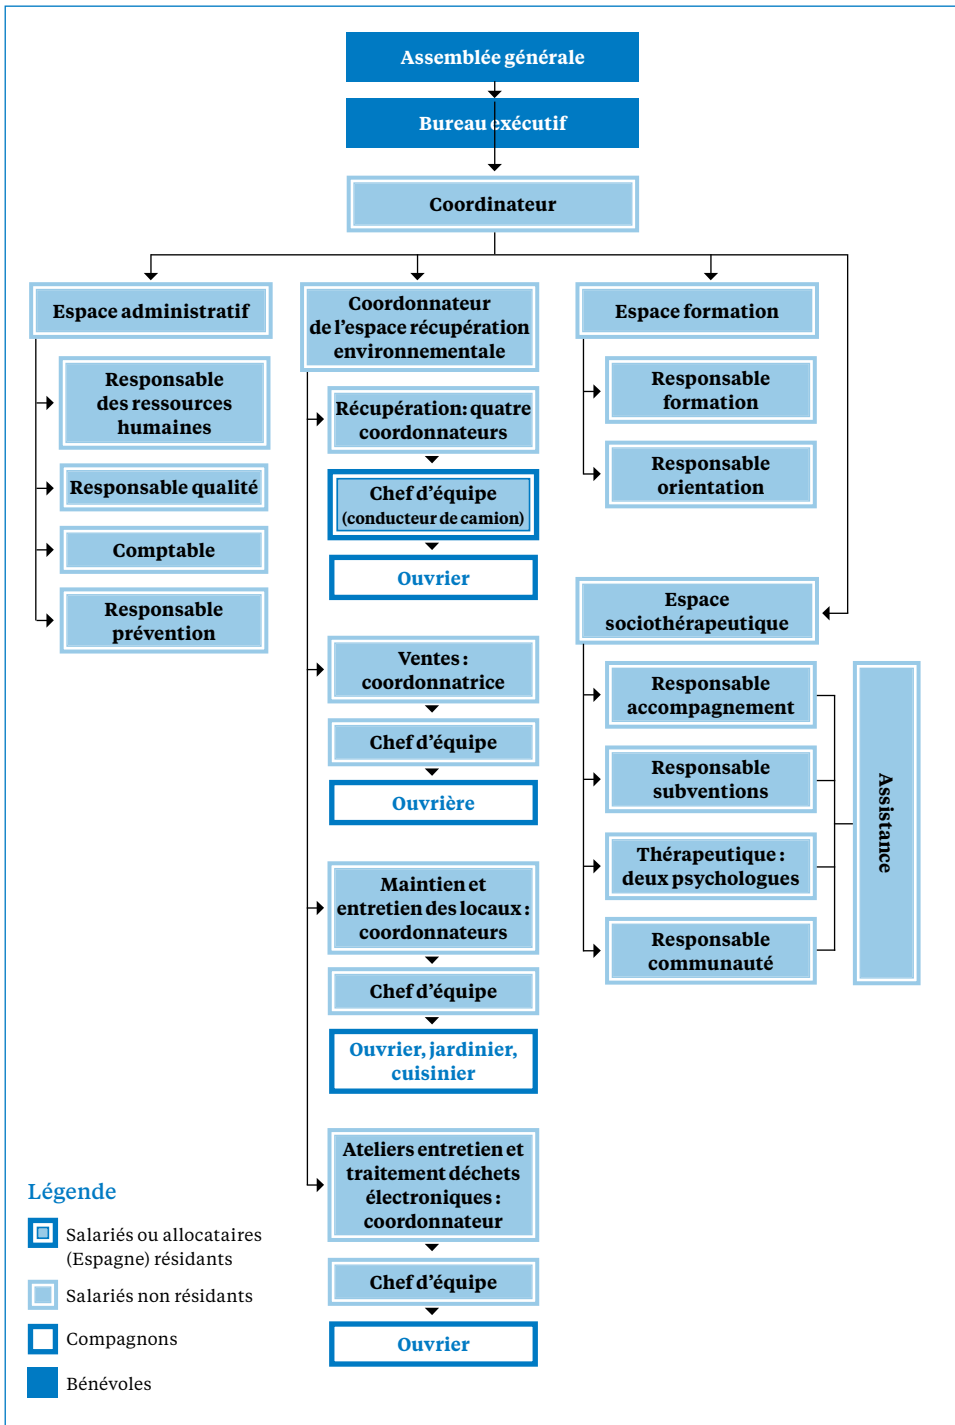 Assemblée générale
Bureau exécutif
Coordinateur
Espace administratif
Responsable
des ressources
humaines
Responsable qualité
Comptable
Responsable
prévention
Coordonnateur
de l’espace récupération
environnementale
Récupération: quatre
coordonnateurs
Chef d’équipe
(conducteur de camion)
Ouvrier
Ventes :
coordonnatrice
Chef d’équipe
Ouvrière
Maintien et
entretien des locaux :
coordonnateurs
Chef d’équipe
Ouvrier, jardinier,
cuisinier
Ateliers entretien et
traitement déchets
électroniques :
coordonnateur
Chef d’équipe
Ouvrier
Espace formation
Responsable
formation
Responsable
orientation
Espace
sociothérapeutique
Responsable
accompagnement
Responsable
subventions
Thérapeutique :
deux psychologues
Responsable
communauté
Assistance
Légende
Salariés ou allocataires
(Espagne) résidants
Salariés non résidants
Compagnons
Bénévoles